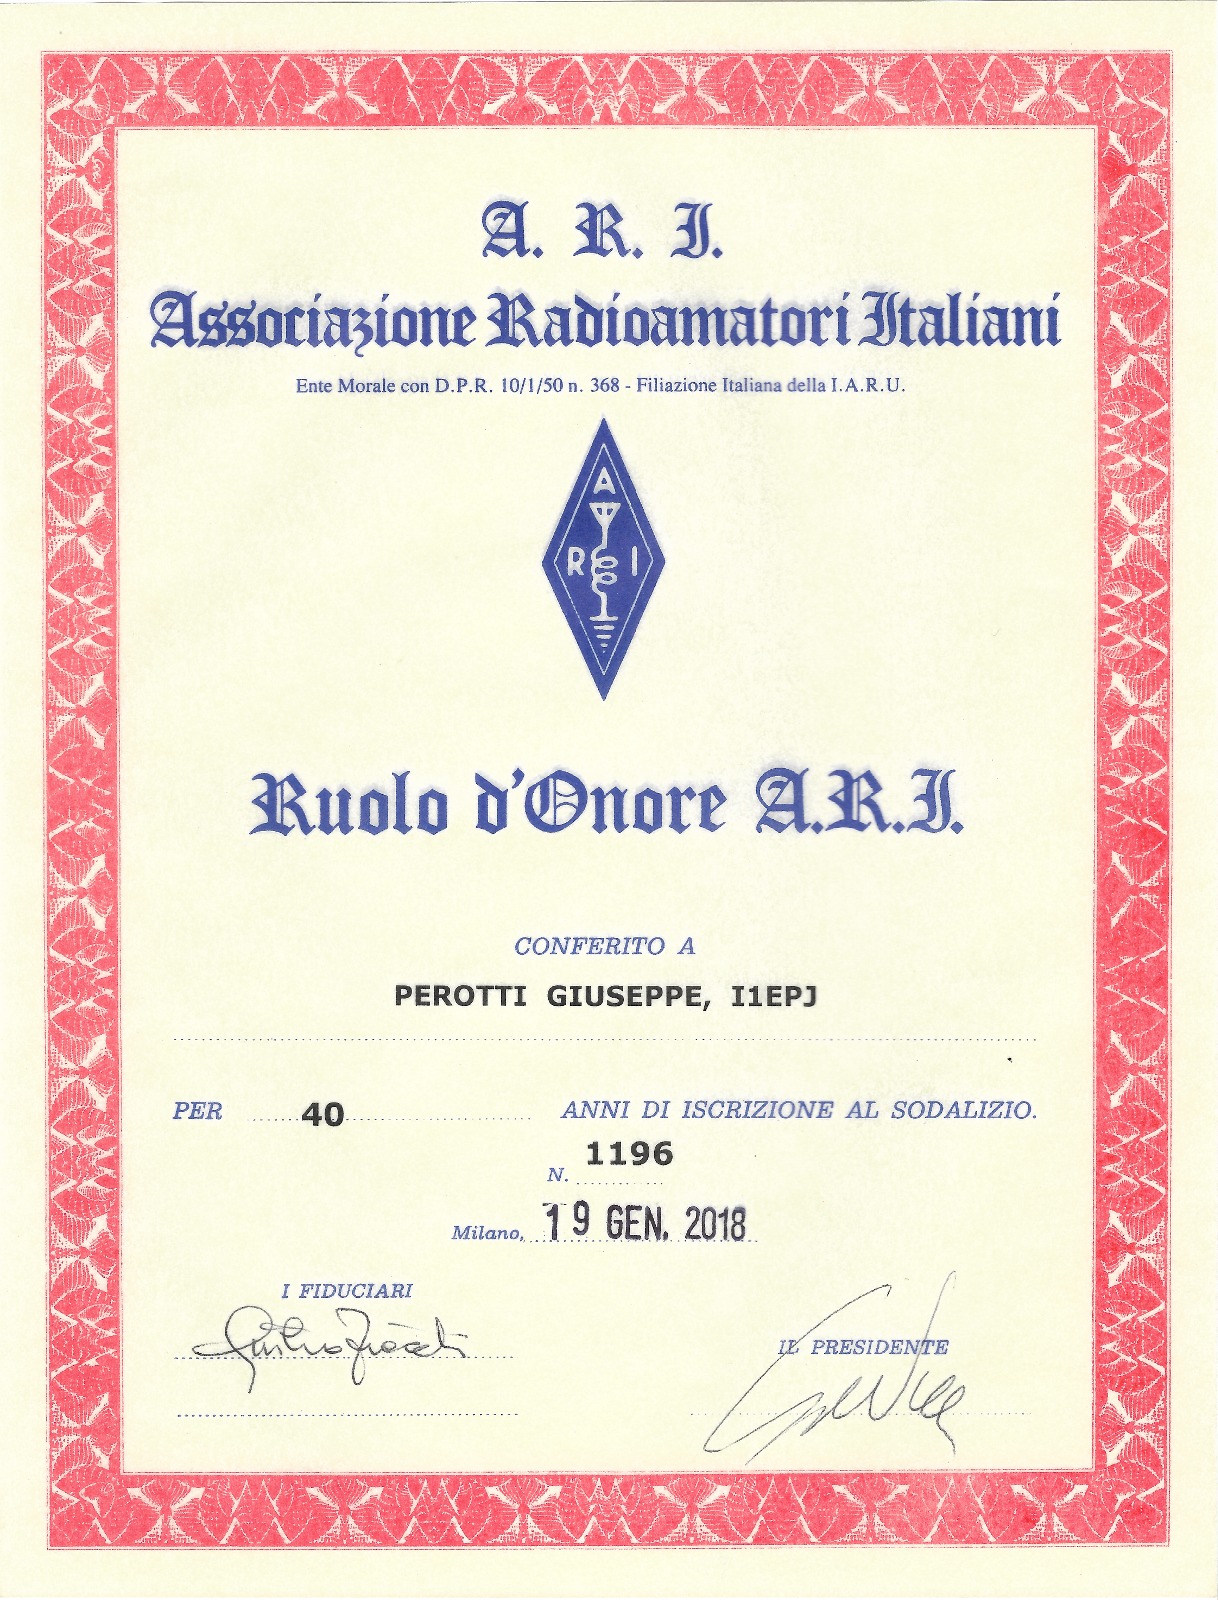 A. R. I.
Associazione Radioamatori Italiani
Ente Morale con D.P.R. 10/1/50 n. 368 - Filiazione Italiana della I.A.R.U.
A
R I
Ruolo d'Onore A.R.I.
CONFERITO A
PEROTTI GIUSEPPE, I1EPJ
PER 40 ANNI DI ISCRIZIONE AL SODALIZIO.
N. 1196
Milano, 19 GEN. 2018
I FIDUCIARI
IL PRESIDENTE